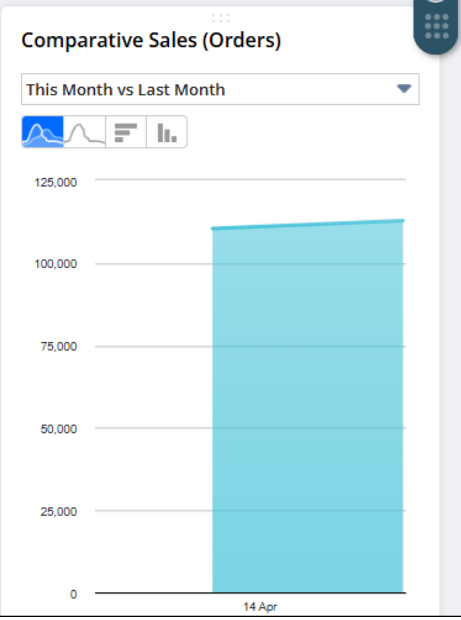 Comparative Sales (Orders)
This Month vs Last Month
125,000
100,000
75,000
50,000
25,000
0
14 Apr